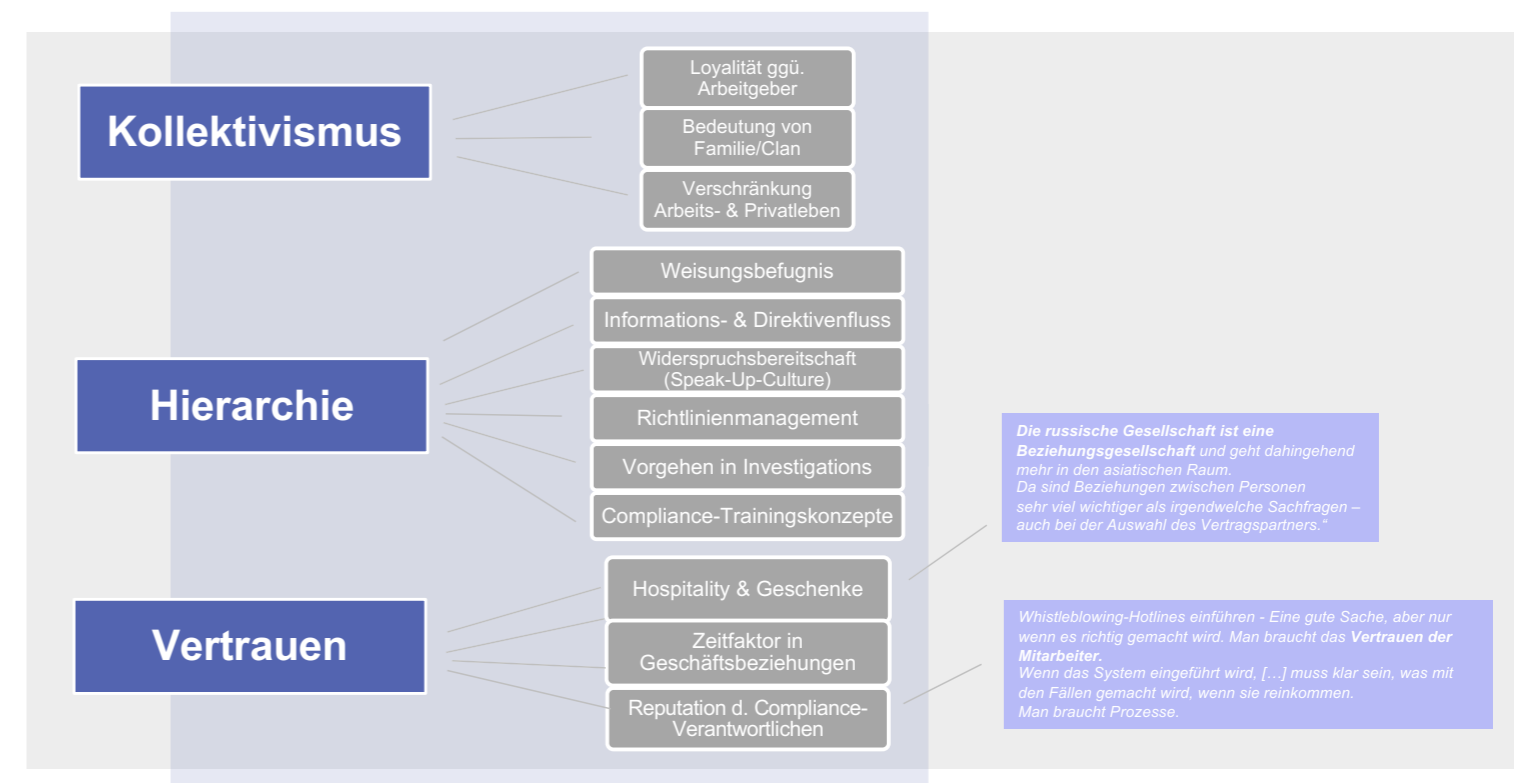 Kollektivismus
Loyalität ggü.
Arbeitgeber
Bedeutung von
Familie/Clan
Verschränkung
Arbeits- & Privatleben
Hierarchie
Weisungsbefugnis
Informations- & Direktivenfluss
Widerspruchsbereitschaft
(Speak-Up-Culture)
Richtlinienmanagement
Vorgehen in Investigations
Compliance-Trainingskonzepte
Vertrauen
Hospitality & Geschenke
Zeitfaktor in
Geschäftsbeziehungen
Reputation d. Compliance-
Verantwortlichen
Die russische Gesellschaft ist eine
Beziehungsgesellschaft und geht dahingehend
mehr in den asiatischen Raum.
Da sind Beziehungen zwischen Personen
sehr viel wichtiger als irgendwelche Sachfragen –
auch bei der Auswahl des Vertragspartners.“
Whistleblowing-Hotlines einführen - Eine gute Sache, aber nur
wenn es richtig gemacht wird. Man braucht das Vertrauen der
Mitarbeiter.
Wenn das System eingeführt wird, […] muss klar sein, was mit
den Fällen gemacht wird, wenn sie reinkommen.
Man braucht Prozesse.